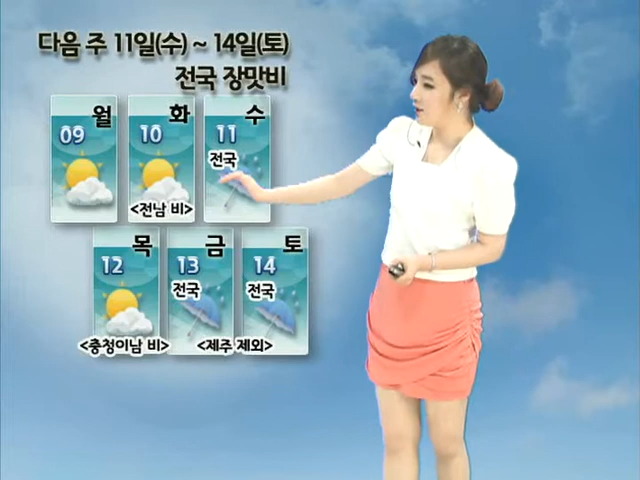 다음 주 11일(수) ~ 14일(토)
전국 장맛비
월 화 수
09 10 11
전국
<전남 비>
목 금 토
12 13 14
전국 전국
<충청이남 비> <제주 제외>